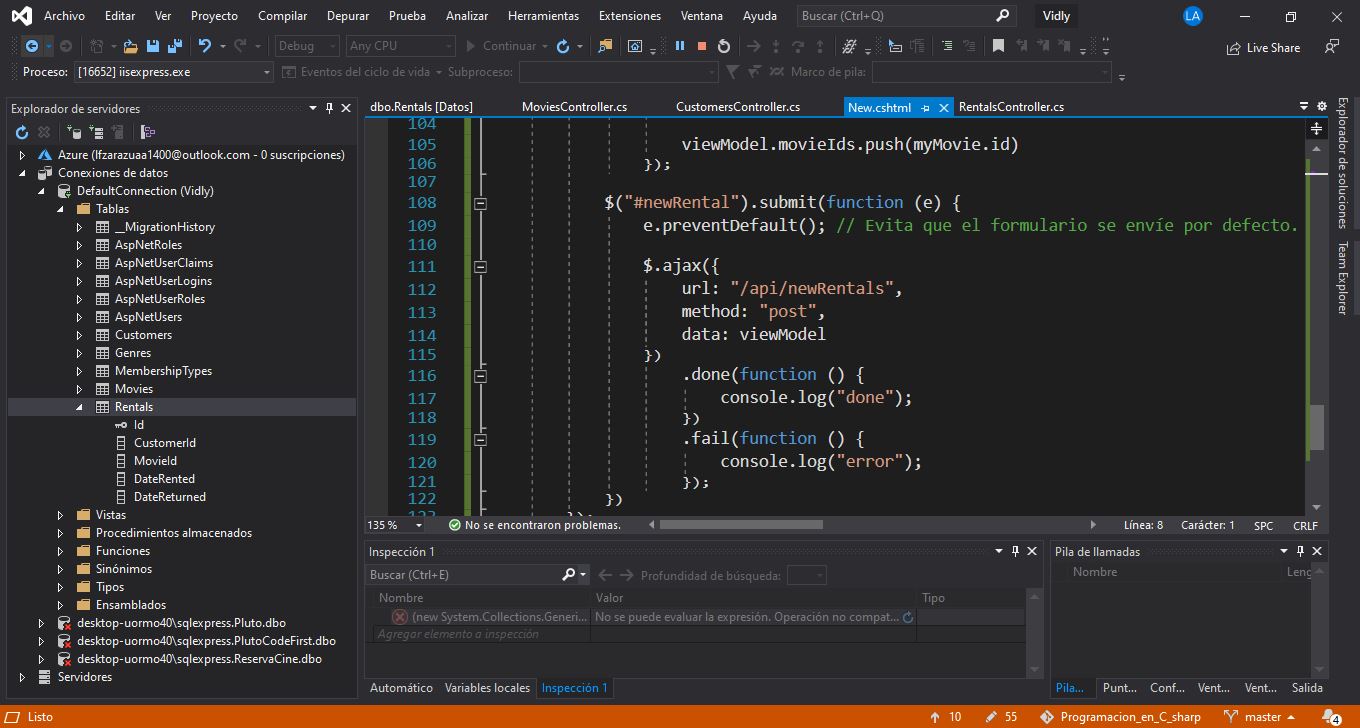 Archivo Editar Ver Proyecto Compilar Depurar Prueba Analizar Herramientas Extensiones Ventana Ayuda Buscar (Ctrl+Q) Vidly LA
Debug Any CPU Continuar Live Share
Proceso: [16652] iisexpress.exe Eventos del ciclo de vida Subproceso: Marco de pila:
Explorador de servidores
Azure (lfzarazuaa1400@outlook.com - 0 suscripciones)
Conexiones de datos
DefaultConnection (Vidly)
Tablas
__MigrationHistory
AspNetRoles
AspNetUserClaims
AspNetUserLogins
AspNetUserRoles
AspNetUsers
Customers
Genres
MembershipTypes
Movies
Rentals
Id
CustomerId
MovieId
DateRented
DateReturned
Vistas
Procedimientos almacenados
Funciones
Sinónimos
Tipos
Ensamblados
desktop-uormo40\sqlexpress.Pluto.dbo
desktop-uormo40\sqlexpress.PlutoCodeFirst.dbo
desktop-uormo40\sqlexpress.ReservaCine.dbo
Servidores
dbo.Rentals [Datos] MoviesController.cs CustomersController.cs New.cshtml RentalsController.cs
104
105 viewModel.movieIds.push(myMovie.id)
106 });
107
108 $("#newRental").submit(function (e) {
109 e.preventDefault(); // Evita que el formulario se envíe por defecto.
110
111 $.ajax({
112 url: "/api/newRentals",
113 method: "post",
114 data: viewModel
115 })
116 .done(function () {
117 console.log("done");
118 })
119 .fail(function () {
120 console.log("error");
121 });
122 })
123 });
135 % No se encontraron problemas. Línea: 8 Carácter: 1 SPC CRLF
Inspección 1
Buscar (Ctrl+E) Profundidad de búsqueda:
Nombre Valor Tipo
(new System.Collections.Generi... No se puede evaluar la expresión. Operación no compat...
Agregar elemento a inspección
Automático Variables locales Inspección 1
Pila de llamadas
Nombre Leng
Pila... Punt... Conf... Vent... Vent... Salida
Explorador de soluciones
Team Explorer
Listo 10 55 Programacion_en_C_sharp master 4